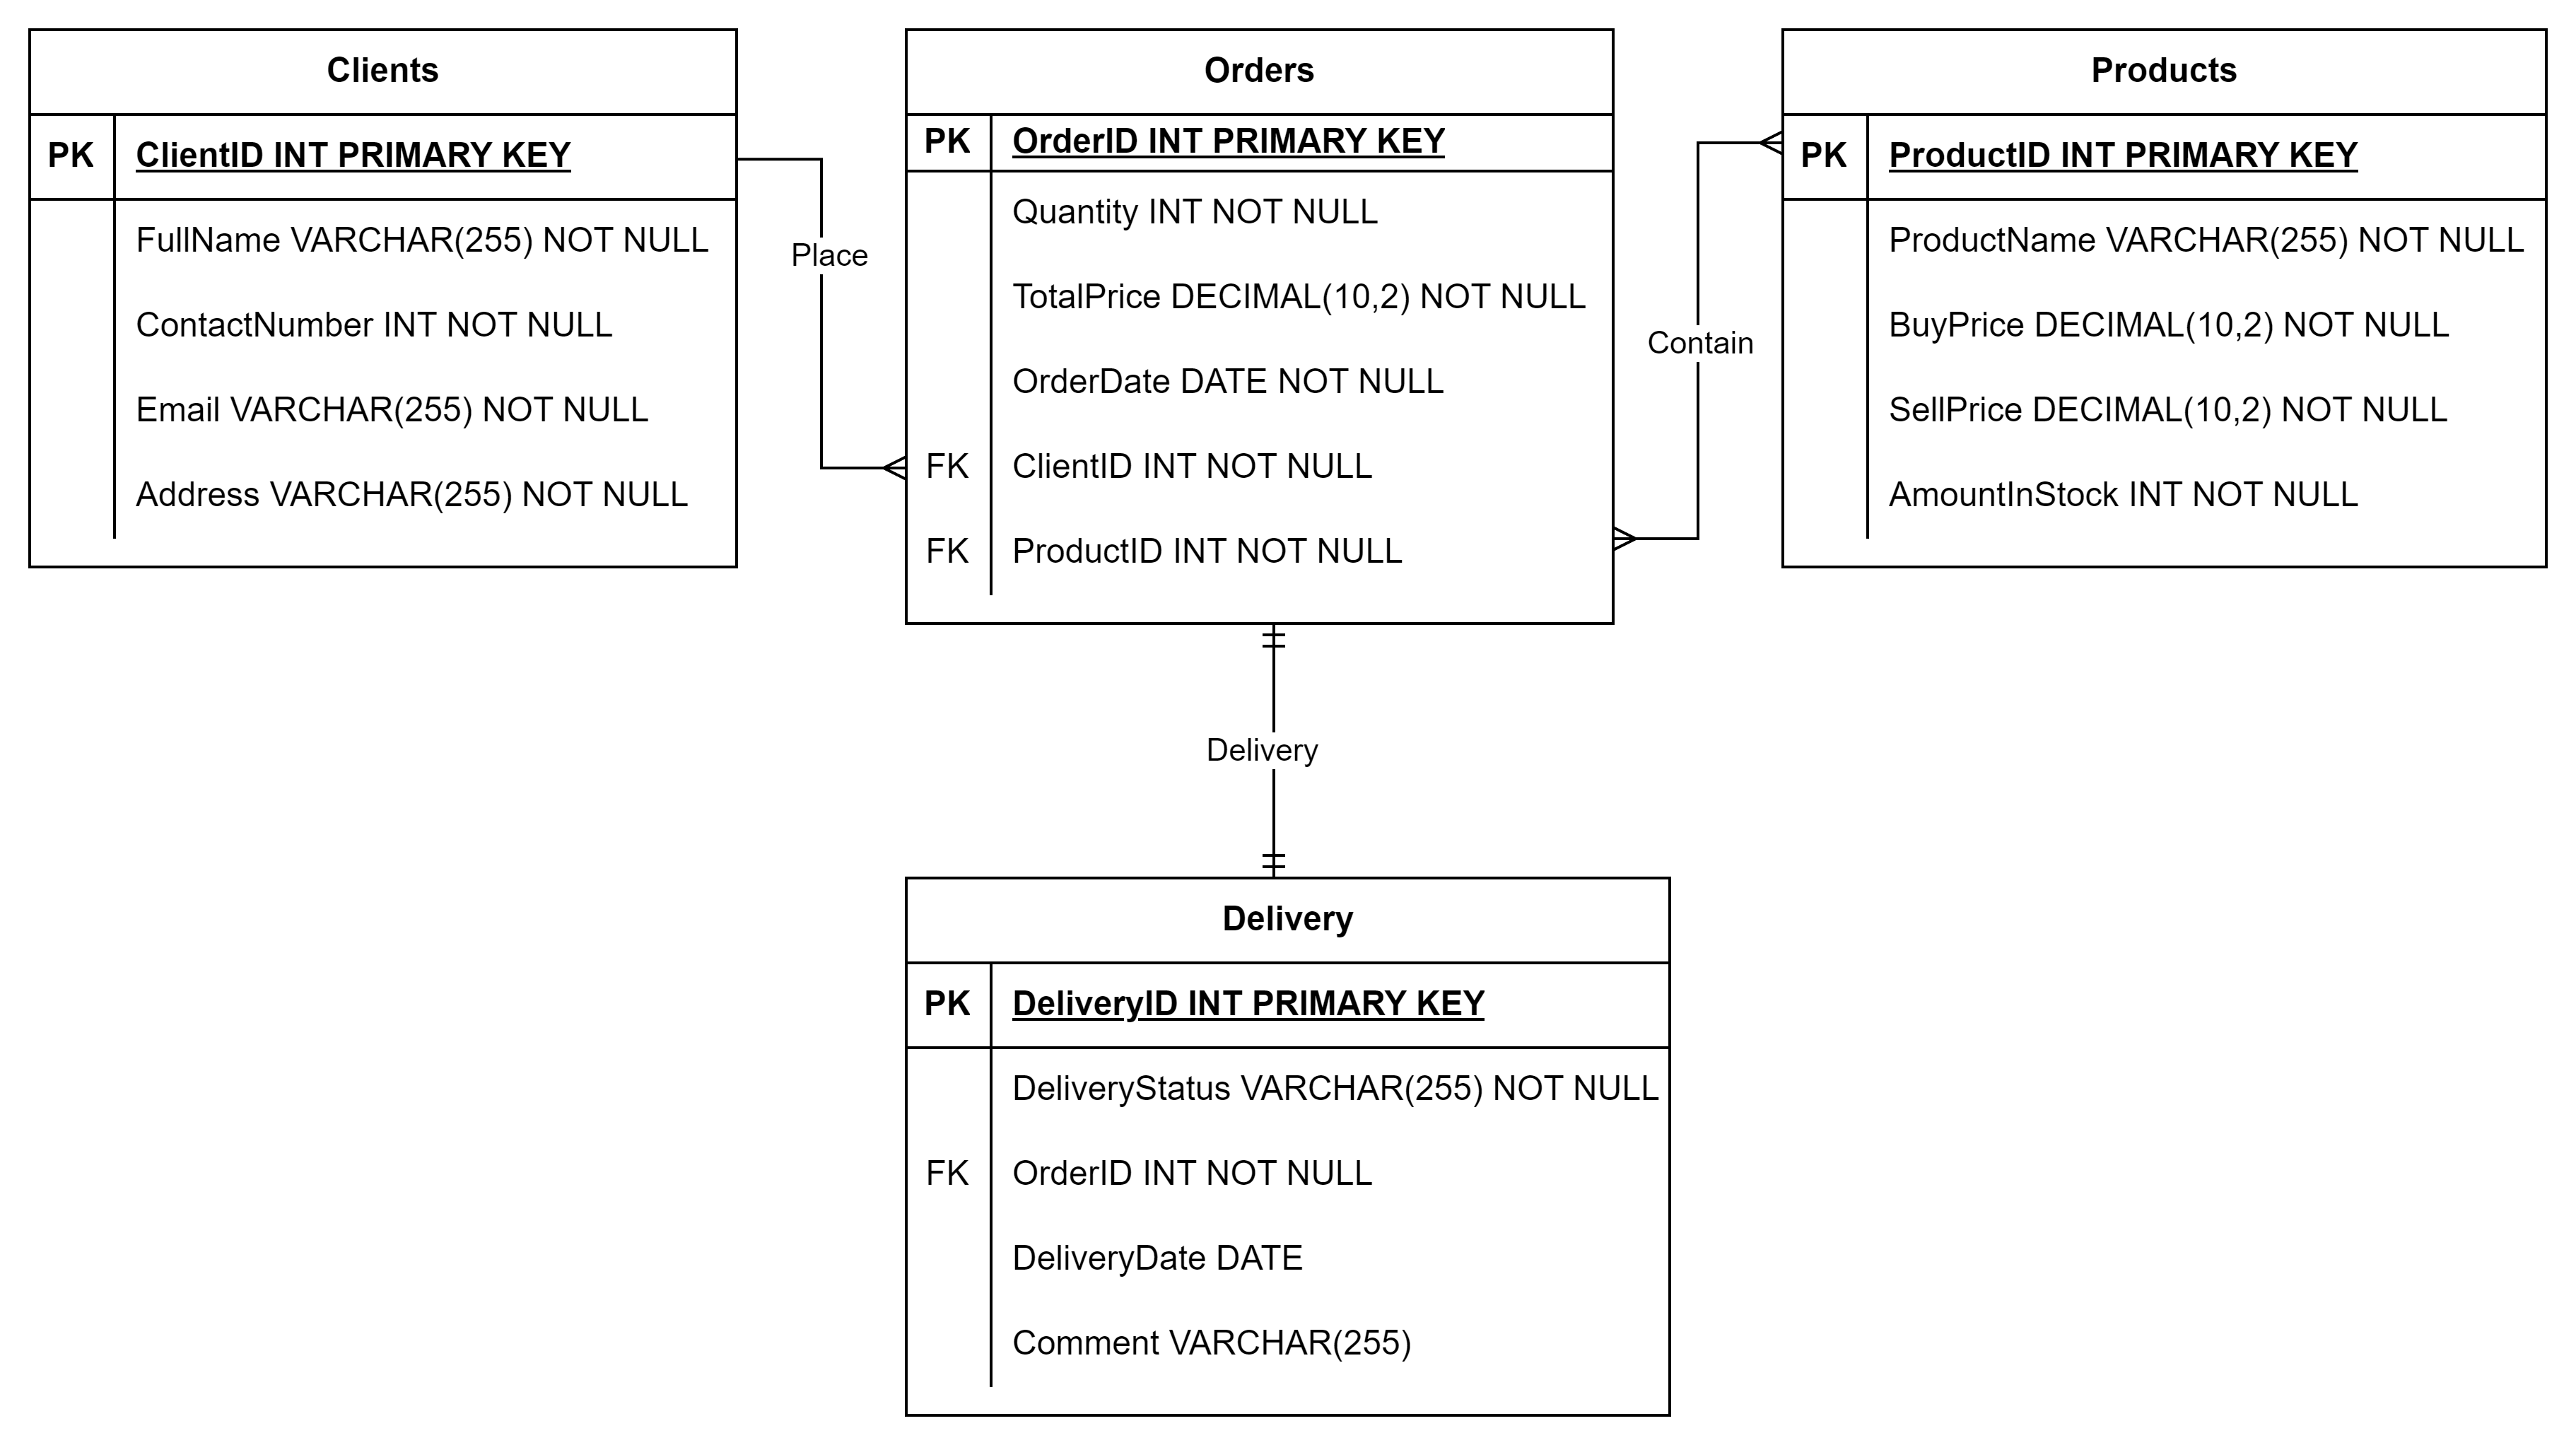 Clients
PK ClientID INT PRIMARY KEY
FullName VARCHAR(255) NOT NULL
ContactNumber INT NOT NULL
Email VARCHAR(255) NOT NULL
Address VARCHAR(255) NOT NULL
Place
Orders
PK OrderID INT PRIMARY KEY
Quantity INT NOT NULL
TotalPrice DECIMAL(10,2) NOT NULL
OrderDate DATE NOT NULL
FK ClientID INT NOT NULL
FK ProductID INT NOT NULL
Contain
Products
PK ProductID INT PRIMARY KEY
ProductName VARCHAR(255) NOT NULL
BuyPrice DECIMAL(10,2) NOT NULL
SellPrice DECIMAL(10,2) NOT NULL
AmountInStock INT NOT NULL
Delivery
Delivery
PK DeliveryID INT PRIMARY KEY
DeliveryStatus VARCHAR(255) NOT NULL
FK OrderID INT NOT NULL
DeliveryDate DATE
Comment VARCHAR(255)